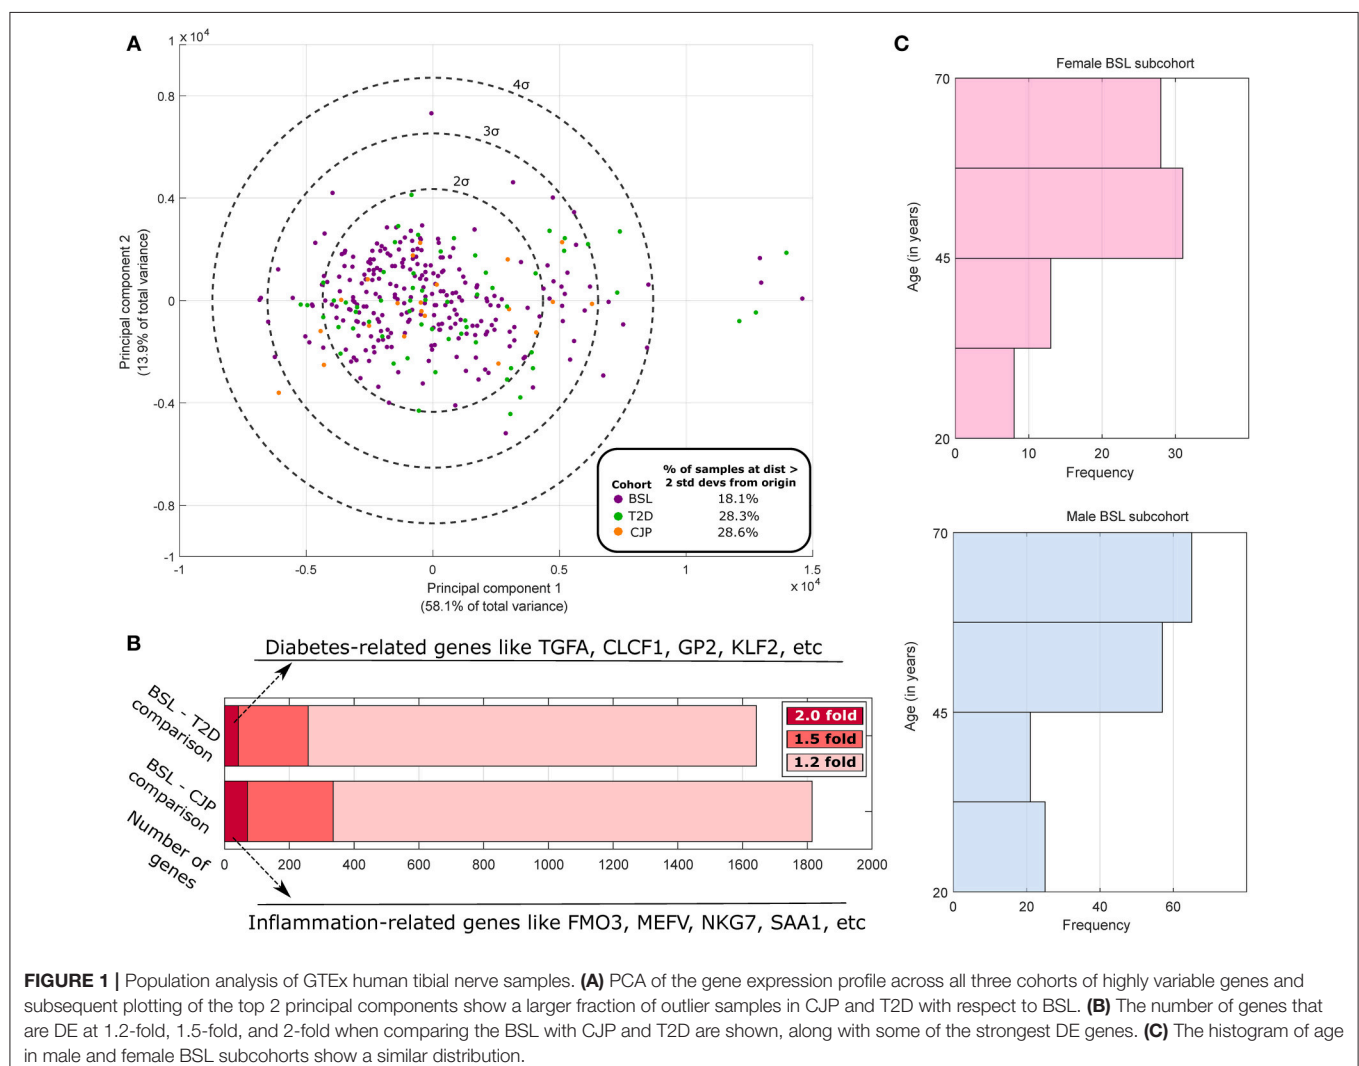 A
1 x 10⁴
0.8
0.4
0
-0.4
-0.8
-1
Principal component 2
(13.9% of total variance)
4σ
3σ
2σ
Cohort
% of samples at dist >
2 std devs from origin
BSL 18.1%
T2D 28.3%
CJP 28.6%
-1 -0.5 0 0.5 1 1.5
x 10⁴
Principal component 1
(58.1% of total variance)
B
Diabetes-related genes like TGFA, CLCF1, GP2, KLF2, etc
BSL - T2D
comparison
BSL - CJP
comparison
Number of
genes
2.0 fold
1.5 fold
1.2 fold
0 200 400 600 800 1000 1200 1400 1600 1800 2000
Inflammation-related genes like FMO3, MEFV, NKG7, SAA1, etc
C
Female BSL subcohort
70
45
20
Age (in years)
0 10 20 30
Frequency
Male BSL subcohort
70
45
20
Age (in years)
0 20 40 60
Frequency
FIGURE 1 | Population analysis of GTEx human tibial nerve samples. (A) PCA of the gene expression profile across all three cohorts of highly variable genes and
subsequent plotting of the top 2 principal components show a larger fraction of outlier samples in CJP and T2D with respect to BSL. (B) The number of genes that
are DE at 1.2-fold, 1.5-fold, and 2-fold when comparing the BSL with CJP and T2D are shown, along with some of the strongest DE genes. (C) The histogram of age
in male and female BSL subcohorts show a similar distribution.